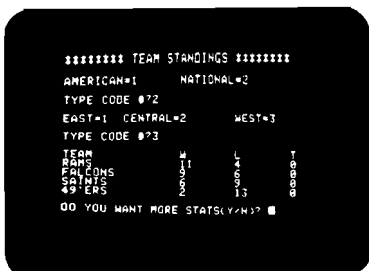 ******** TEAM STANDINGS ********
AMERICAN=1 NATIONAL=2
TYPE CODE #?2
EAST=1 CENTRAL=2 WEST=3
TYPE CODE #?3
TEAM W L T
RAMS 11 4 0
FALCONS 9 6 0
SAINTS 6 9 0
49'ERS 2 13 0
DO YOU WANT MORE STATS(Y/N)?